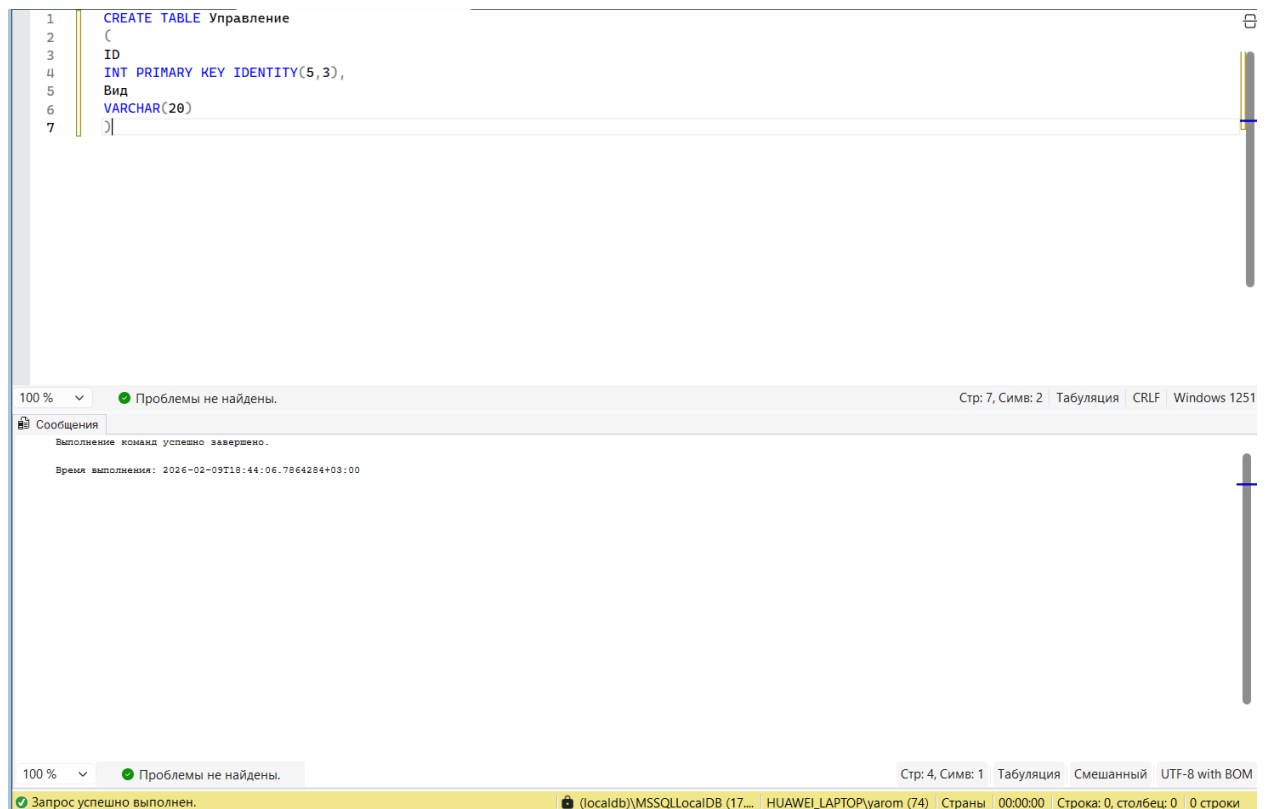 1 CREATE TABLE Управление
2 (
3 ID
4 INT PRIMARY KEY IDENTITY(5,3),
5 Вид
6 VARCHAR(20)
7 )
100 % Проблемы не найдены. Стр: 7, Симв: 2 Табуляция CRLF Windows 1251
Сообщения
Выполнение команд успешно завершено.
Время выполнения: 2026-02-09T18:44:06.7864284+03:00
100 % Проблемы не найдены. Стр: 4, Симв: 1 Табуляция Смешанный UTF-8 with BOM
Запрос успешно выполнен. (localdb)\MSSQLLocalDB (17.... HUAWEI_LAPTOP\yarom (74) Страны 00:00:00 Строка: 0, столбец: 0 0 строки